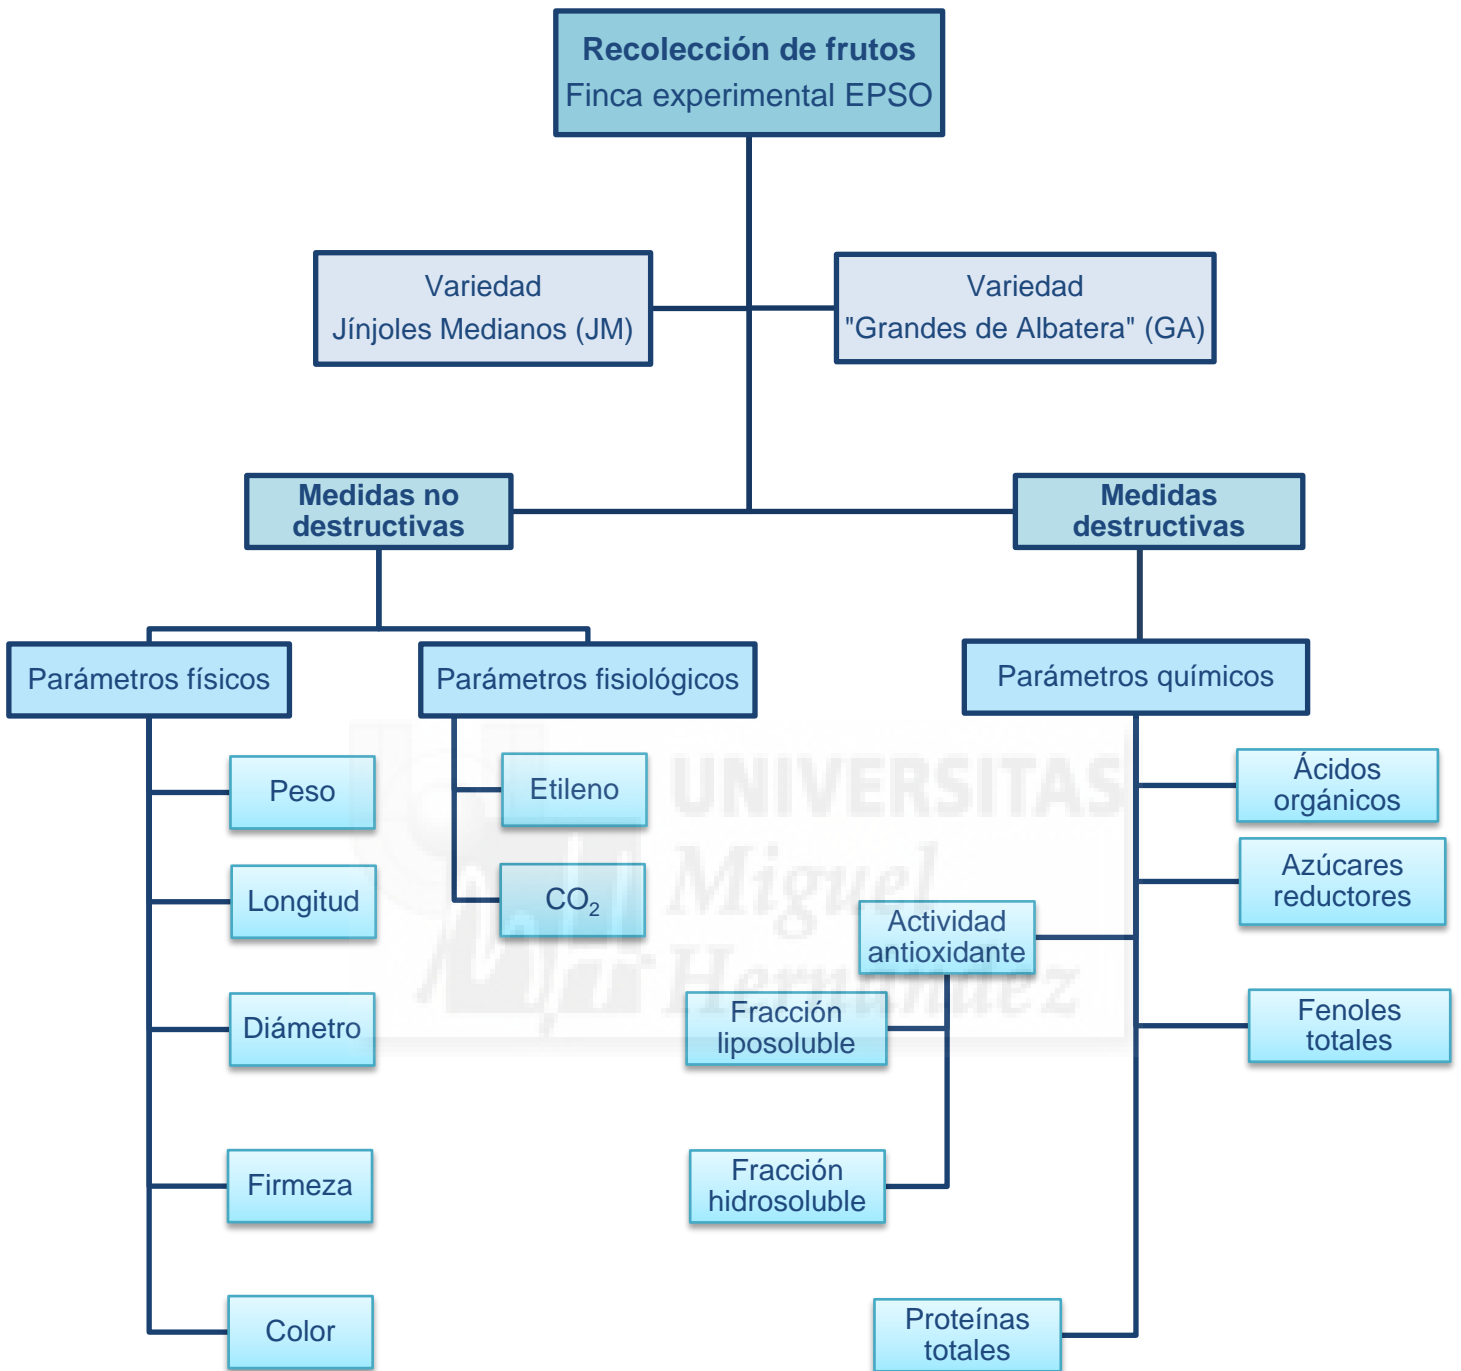 Recolección de frutos
Finca experimental EPSO
Variedad
Jínjoles Medianos (JM)
Variedad
"Grandes de Albatera" (GA)
Medidas no
destructivas
Medidas
destructivas
Parámetros físicos
Parámetros fisiológicos
Parámetros químicos
Peso
Longitud
Diámetro
Firmeza
Color
Etileno
CO₂
Ácidos
orgánicos
Azúcares
reductores
Actividad
antioxidante
Fracción
liposoluble
Fracción
hidrosoluble
Fenoles
totales
Proteínas
totales
UNIVERSITAS
Miguel
Hernández